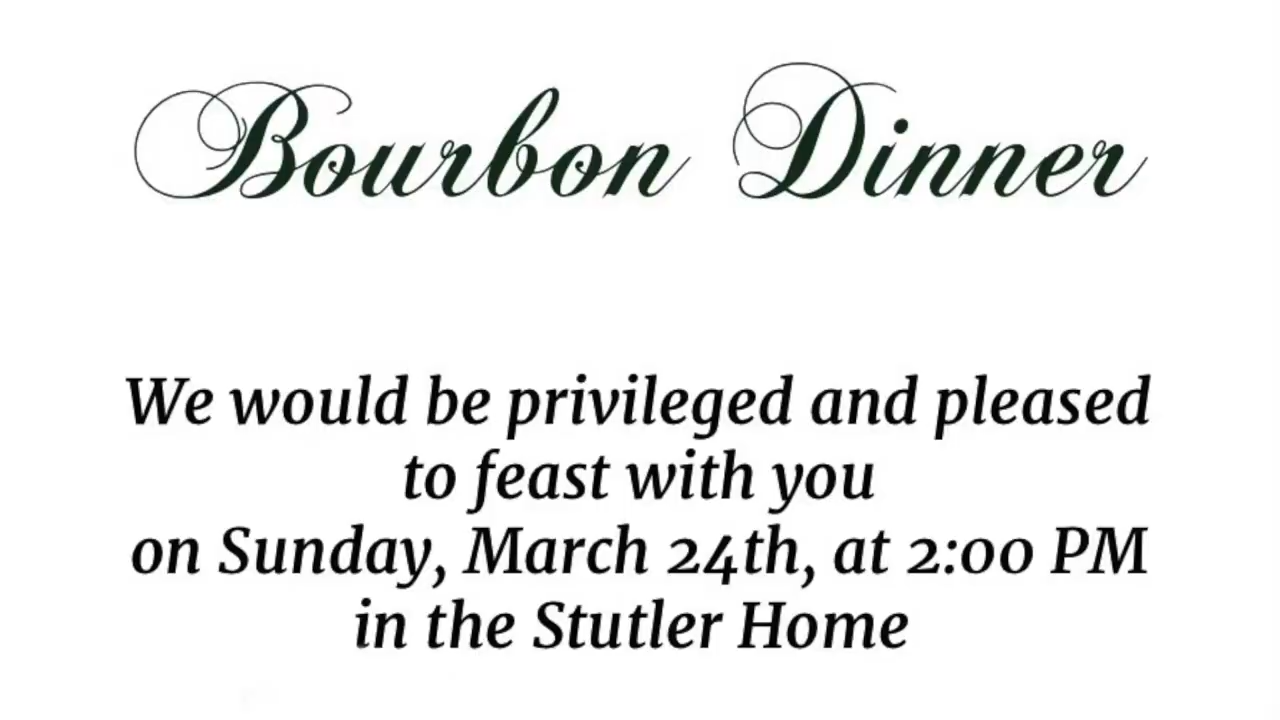 Bourbon Dinner
We would be privileged and pleased
to feast with you
on Sunday, March 24th, at 2:00 PM
in the Stutler Home